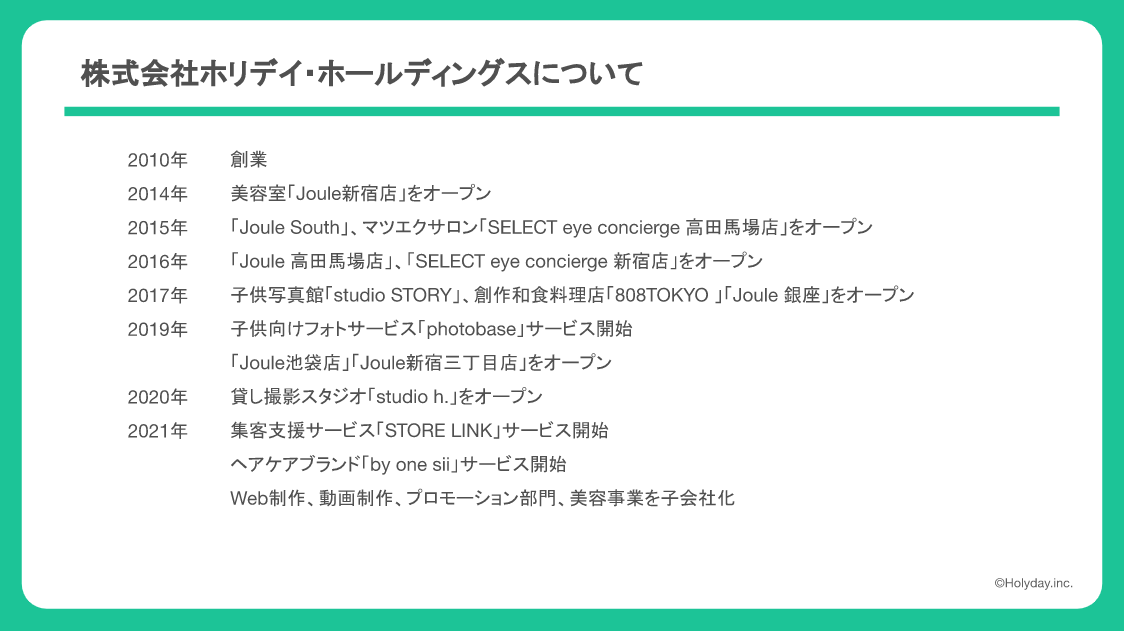 株式会社ホリデイ・ホールディングスについて
2010年 創業
2014年 美容室「Joule新宿店」をオープン
2015年 「Joule South」、マツエクサロン「SELECT eye concierge 高田馬場店」をオープン
2016年 「Joule 高田馬場店」、「SELECT eye concierge 新宿店」をオープン
2017年 子供写真館「studio STORY」、創作和食料理店「808TOKYO 」「Joule 銀座」をオープン
2019年 子供向けフォトサービス「photobase」サービス開始
「Joule池袋店」「Joule新宿三丁目店」をオープン
2020年 貸し撮影スタジオ「studio h.」をオープン
2021年 集客支援サービス「STORE LINK」サービス開始
ヘアケアブランド「by one sii」サービス開始
Web制作、動画制作、プロモーション部門、美容事業を子会社化
©Holyday.inc.